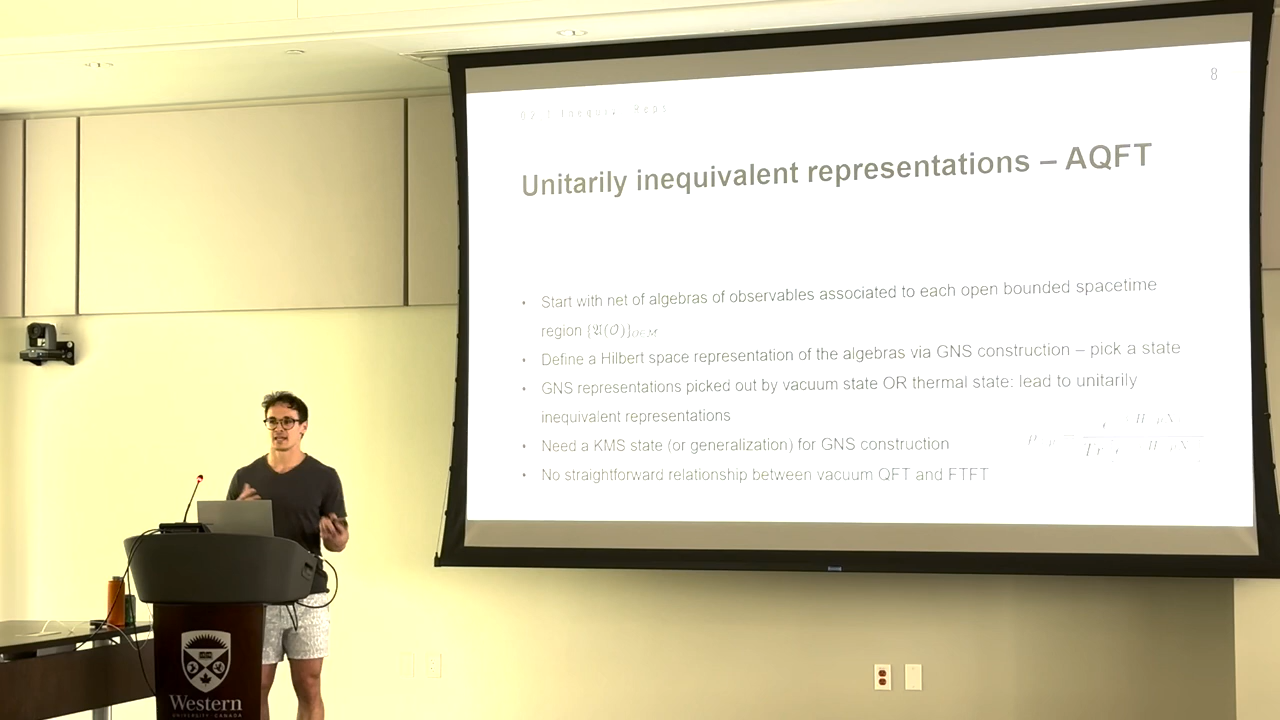 8
Unitarily inequivalent representations – AQFT
• Start with net of algebras of observables associated to each open bounded spacetime
region {𝔄(O)}O⊂M
• Define a Hilbert space representation of the algebras via GNS construction – pick a state
• GNS representations picked out by vacuum state OR thermal state: lead to unitarily
inequivalent representations
• Need a KMS state (or generalization) for GNS construction
• No straightforward relationship between vacuum QFT and FTFT
Western
UNIVERSITY · CANADA